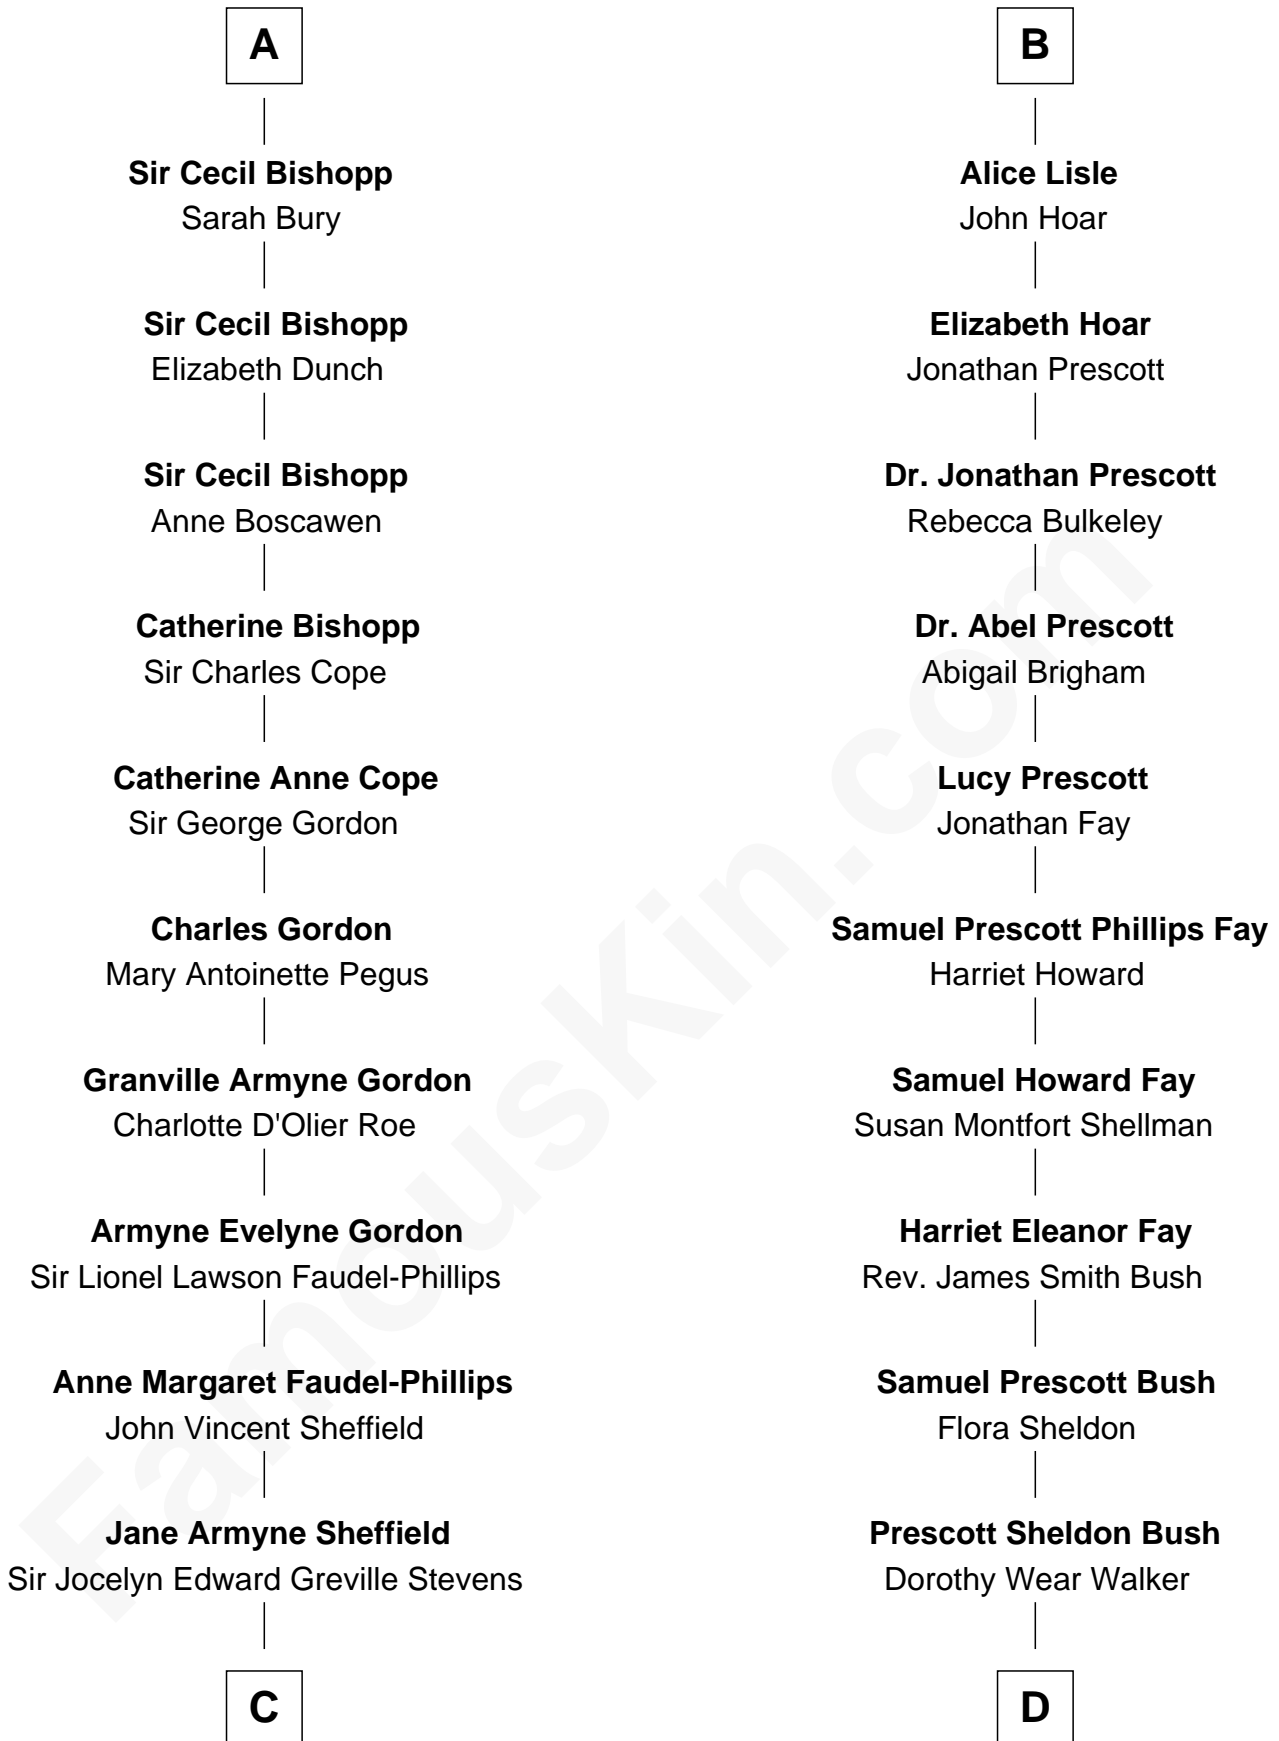 A
Sir Cecil Bishopp
Sarah Bury
Sir Cecil Bishopp
Elizabeth Dunch
Sir Cecil Bishopp
Anne Boscawen
Catherine Bishopp
Sir Charles Cope
Catherine Anne Cope
Sir George Gordon
Charles Gordon
Mary Antoinette Pegus
Granville Armyne Gordon
Charlotte D'Olier Roe
Armyne Evelyne Gordon
Sir Lionel Lawson Faudel-Phillips
Anne Margaret Faudel-Phillips
John Vincent Sheffield
Jane Armyne Sheffield
Sir Jocelyn Edward Greville Stevens
C
B
Alice Lisle
John Hoar
Elizabeth Hoar
Jonathan Prescott
Dr. Jonathan Prescott
Rebecca Bulkeley
Dr. Abel Prescott
Abigail Brigham
Lucy Prescott
Jonathan Fay
Samuel Prescott Phillips Fay
Harriet Howard
Samuel Howard Fay
Susan Montfort Shellman
Harriet Eleanor Fay
Rev. James Smith Bush
Samuel Prescott Bush
Flora Sheldon
Prescott Sheldon Bush
Dorothy Wear Walker
D
FamousKin.com